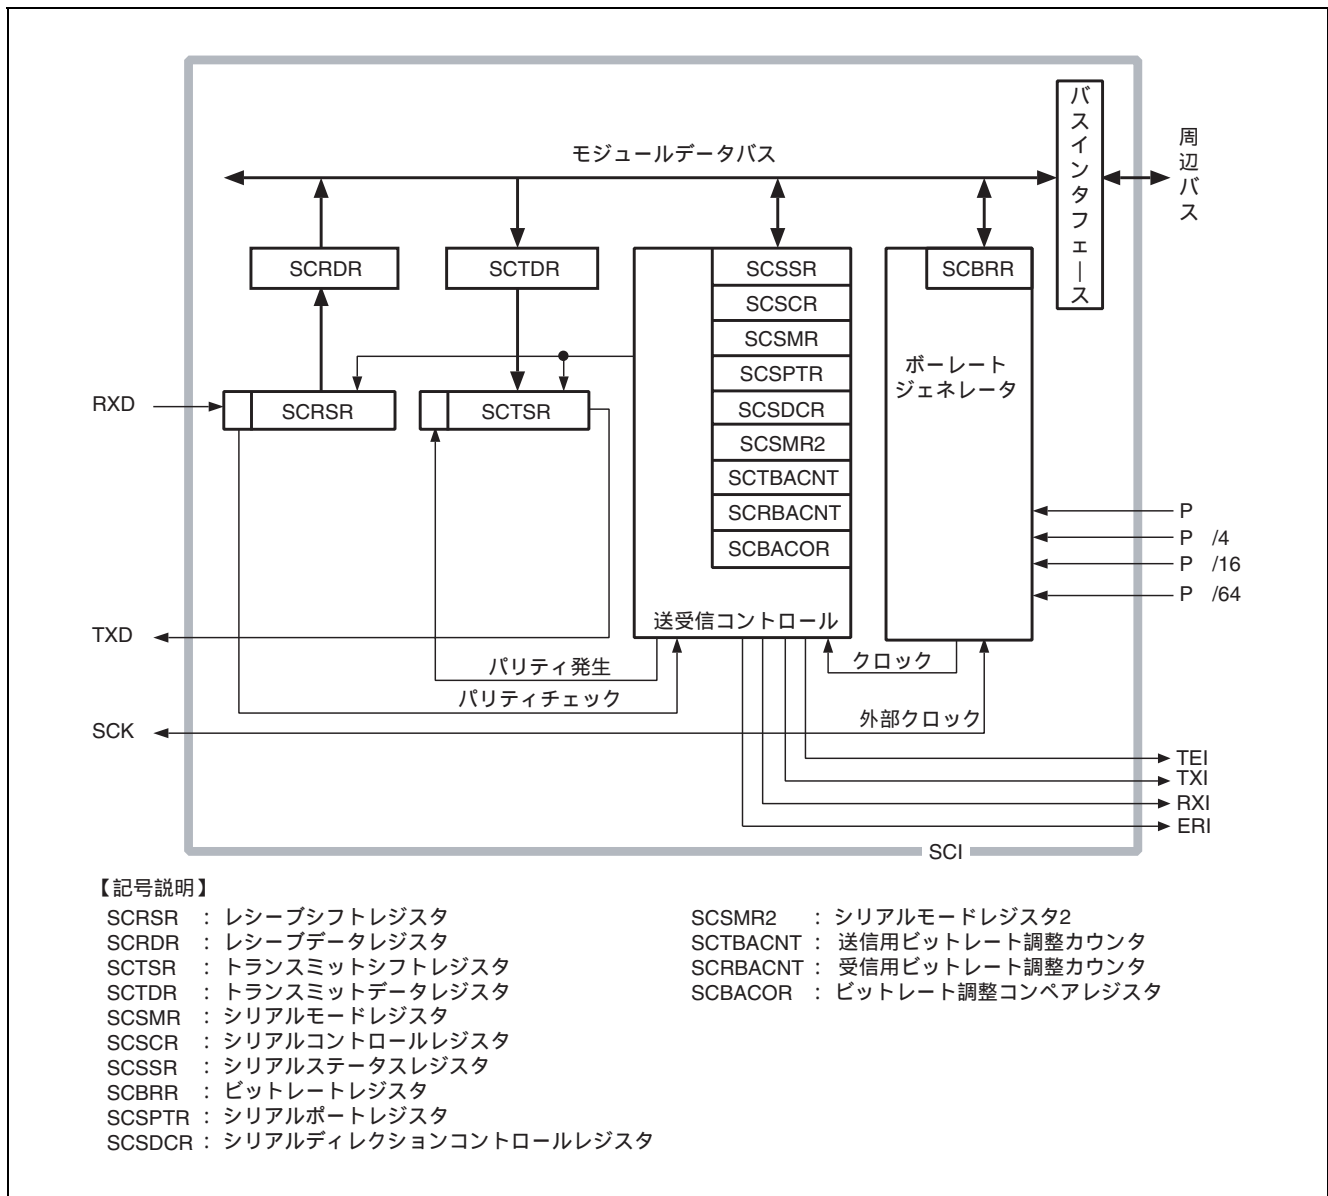 モジュールデータバス
バスインタフェース
周辺バス
SCRDR
SCTDR
SCSSR
SCBRR
SCSCR
SCSMR
SCSPTR
ボーレート
ジェネレータ
RXD
SCRSR
SCTSR
SCSDCR
SCSMR2
SCTBACNT
SCRBACNT
SCBACOR
P
P /4
P /16
P /64
送受信コントロール
TXD
パリティ発生
クロック
パリティチェック
SCK
外部クロック
TEI
TXI
RXI
ERI
SCI
【記号説明】
SCRSR : レシーブシフトレジスタ
SCRDR : レシーブデータレジスタ
SCTSR : トランスミットシフトレジスタ
SCTDR : トランスミットデータレジスタ
SCSMR : シリアルモードレジスタ
SCSCR : シリアルコントロールレジスタ
SCSSR : シリアルステータスレジスタ
SCBRR : ビットレートレジスタ
SCSPTR : シリアルポートレジスタ
SCSDCR : シリアルディレクションコントロールレジスタ
SCSMR2 : シリアルモードレジスタ2
SCTBACNT : 送信用ビットレート調整カウンタ
SCRBACNT : 受信用ビットレート調整カウンタ
SCBACOR : ビットレート調整コンペアレジスタ